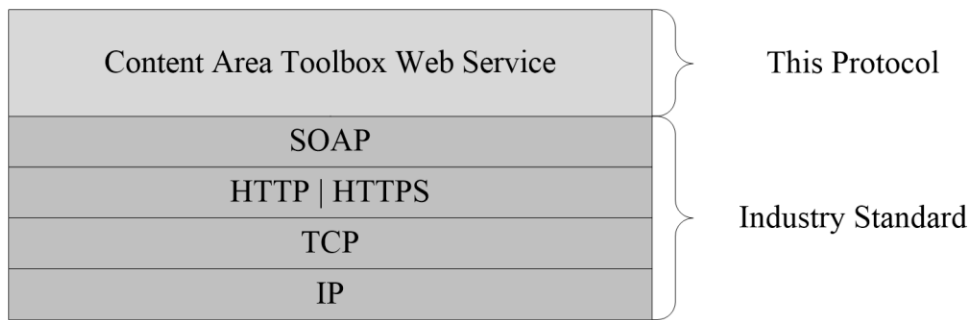 Content Area Toolbox Web Service
This Protocol
SOAP
HTTP | HTTPS
TCP
IP
Industry Standard